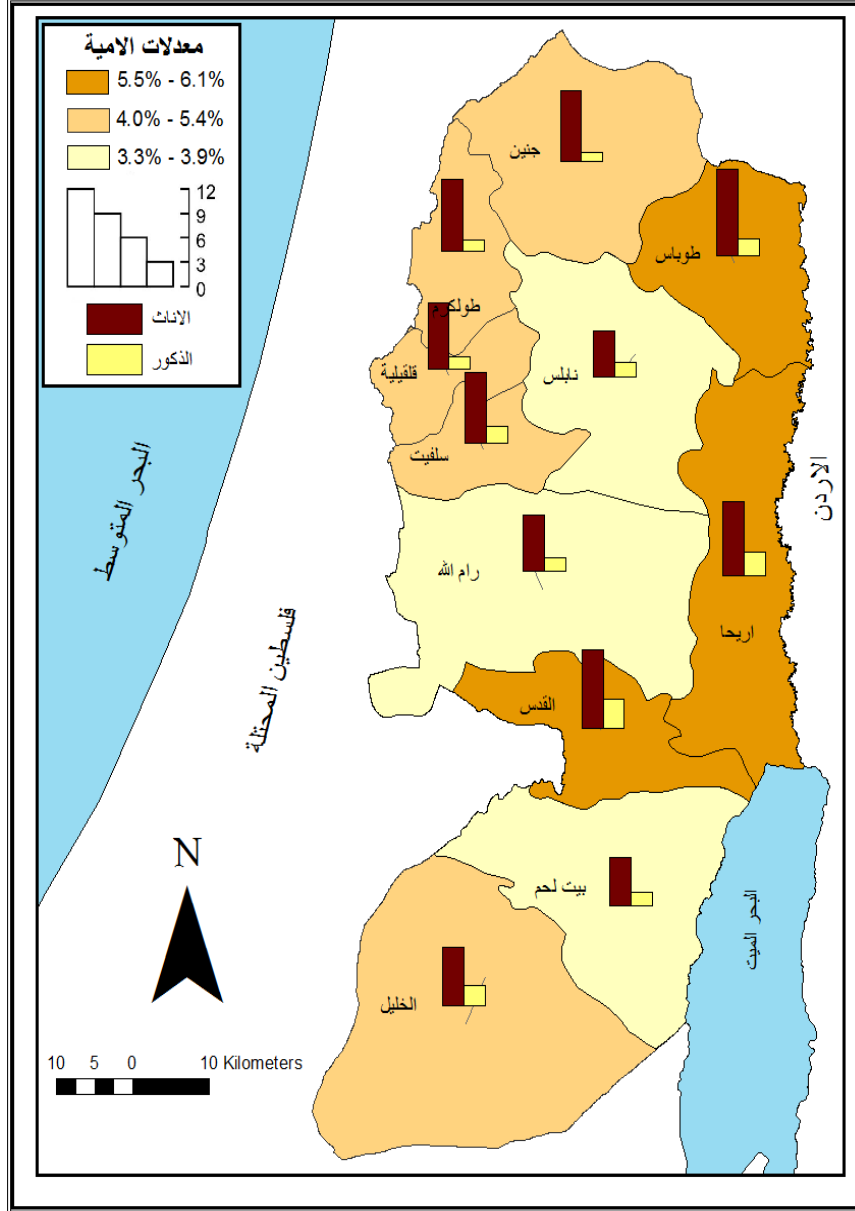 معدلات الامية
5.5% - 6.1%
4.0% - 5.4%
3.3% - 3.9%
12
9
6
3
0
الاناث
الذكور
جنين
طوباس
طولكرم
قلقيلية
نابلس
سلفيت
البحر المتوسط
الاردن
رام الله
اريحا
فلسطين المحتلة
القدس
بيت لحم
البحر الميت
الخليل
N
10 5 0 10 Kilometers